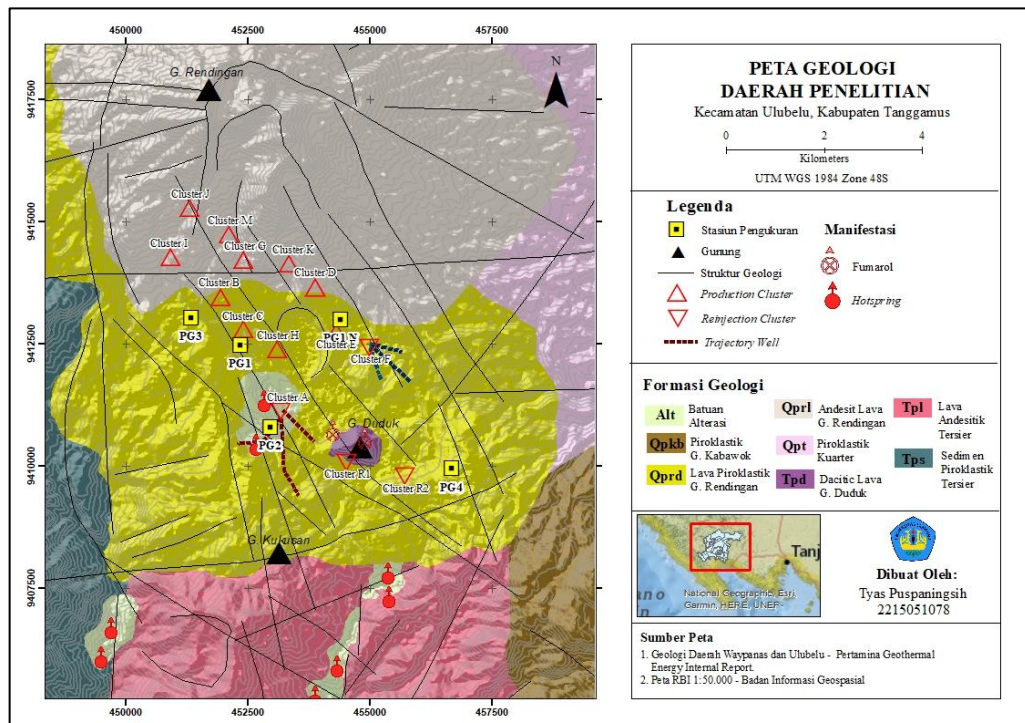 450000
452500
455000
457500
9417500
9415000
9412500
9410000
9407500
450000
452500
455000
457500
G. Rendingan
N
Cluster J
Cluster M
Cluster I
Cluster G
Cluster K
Cluster D
Cluster B
Cluster C
Cluster H
PG3
PG1
PG1 N
Cluster E
Cluster F
Cluster A
G. Duduk
PG2
Cluster R1
Cluster R2
PG4
G. Kukusan
PETA GEOLOGI
DAERAH PENELITIAN
Kecamatan Ulubelu, Kabupaten Tanggamus
0 2 4
Kilometers
UTM WGS 1984 Zone 48S
Legenda
Stasiun Pengukuran
Gunung
Struktur Geologi
Production Cluster
Reinjection Cluster
Trajectory Well
Manifestasi
Fumarol
Hotspring
Formasi Geologi
Alt Batuan
Alterasi
Qpkb Piroklastik
G. Kabawok
Qprd Lava Piroklastik
G. Rendingan
Qprl Andesit Lava
G. Rendingan
Qpt Piroklastik
Kuarter
Tpd Dacitic Lava
G. Duduk
Tpl Lava
Andesitik
Tersier
Tps Sedimen
Piroklastik
Tersier
Tanj
National Geographic, Esri,
Garmin, HERE, UNEP-
Dibuat Oleh:
Tyas Puspaningsih
2215051078
Sumber Peta
1. Geologi Daerah Waypanas dan Ulubelu - Pertamina Geothermal
Energy Internal Report.
2. Peta RBI 1:50.000 - Badan Informasi Geospasial